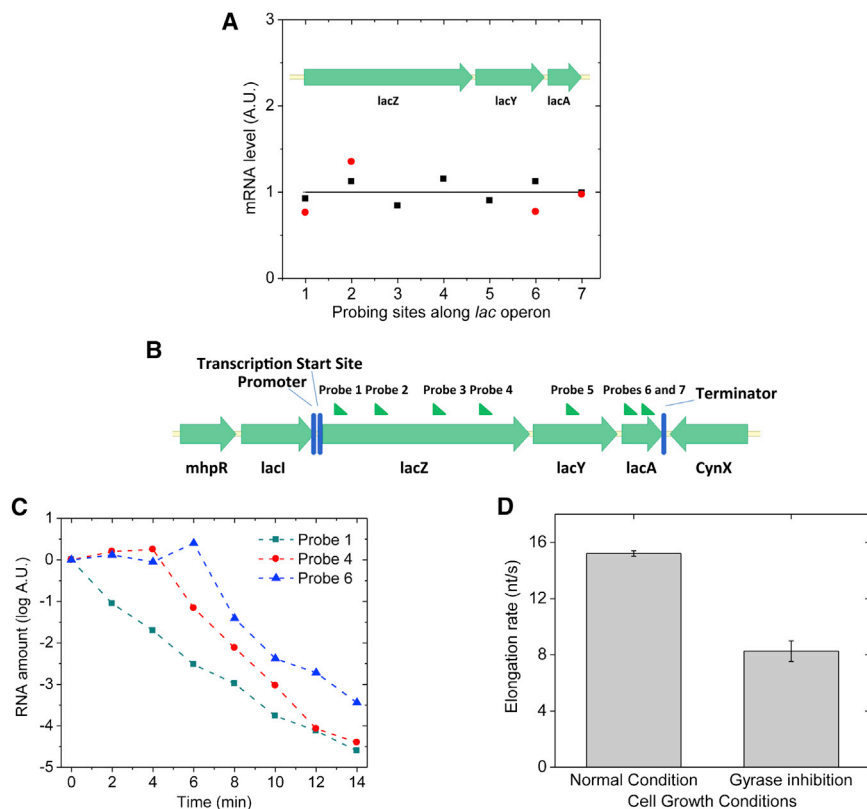 A
3
2
1
0
mRNA level (A.U.)
lacZ
lacY
lacA
1 2 3 4 5 6 7
Probing sites along lac operon
B
Transcription Start Site
Promoter
Probe 1 Probe 2 Probe 3 Probe 4 Probe 5 Probes 6 and 7 Terminator
mhpR lacI lacZ lacY lacA CynX
C
1
0
-1
-2
-3
-4
-5
RNA amount (log A.U.)
Probe 1
Probe 4
Probe 6
0 2 4 6 8 10 12 14
Time (min)
D
16
12
8
4
0
Elongation rate (nt/s)
Normal Condition Gyrase inhibition
Cell Growth Conditions